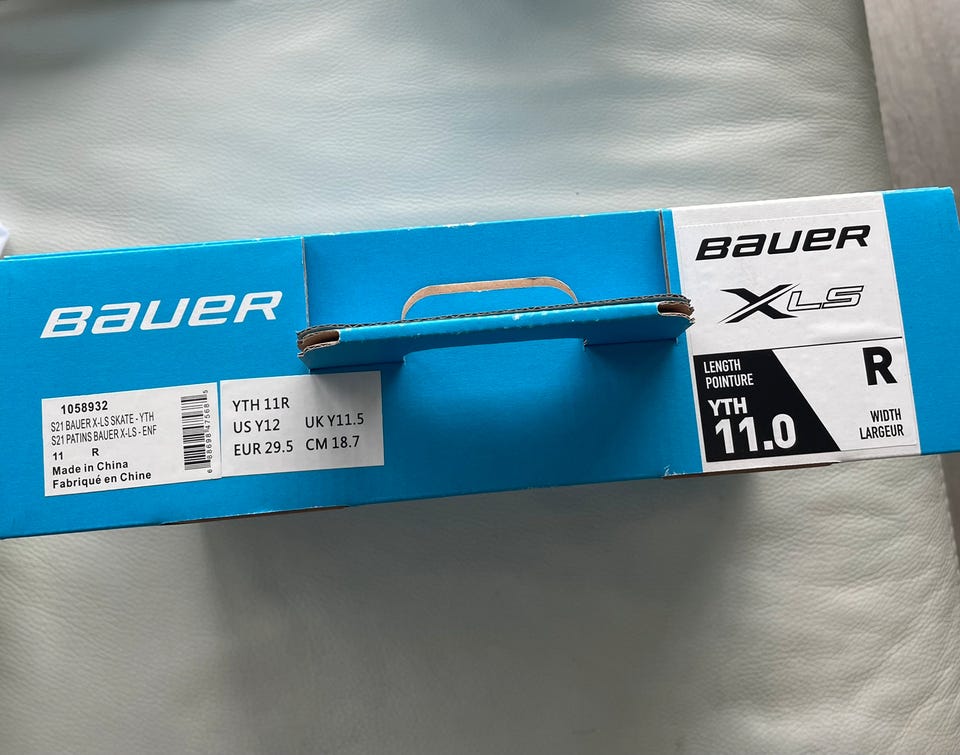 BAUER
1058932
S21 BAUER X-LS SKATE - YTH
S21 PATINS BAUER X-LS - ENF
11 R
Made in China
Fabriqué en Chine
YTH 11R
US Y12 UK Y11.5
EUR 29.5 CM 18.7
BAUER
XLS
LENGTH
POINTURE
YTH
11.0
R
WIDTH
LARGEUR